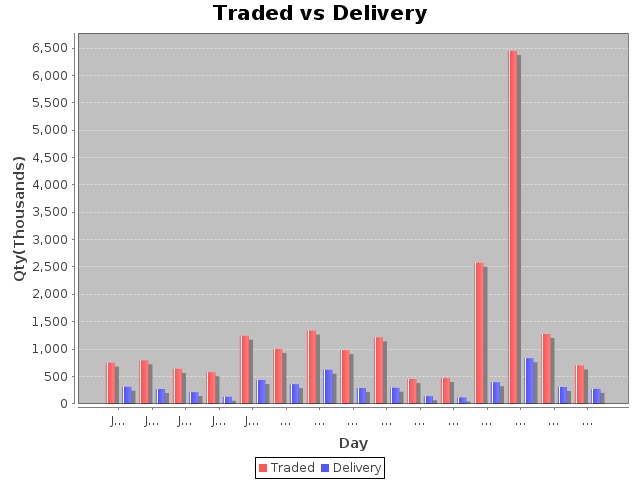 Traded vs Delivery
Qty(Thousands)
6,500
6,000
5,500
5,000
4,500
4,000
3,500
3,000
2,500
2,000
1,500
1,000
500
0
J... J... J... J... J... ... ... ... ... ... ... ... ... ... ...
Day
Traded Delivery